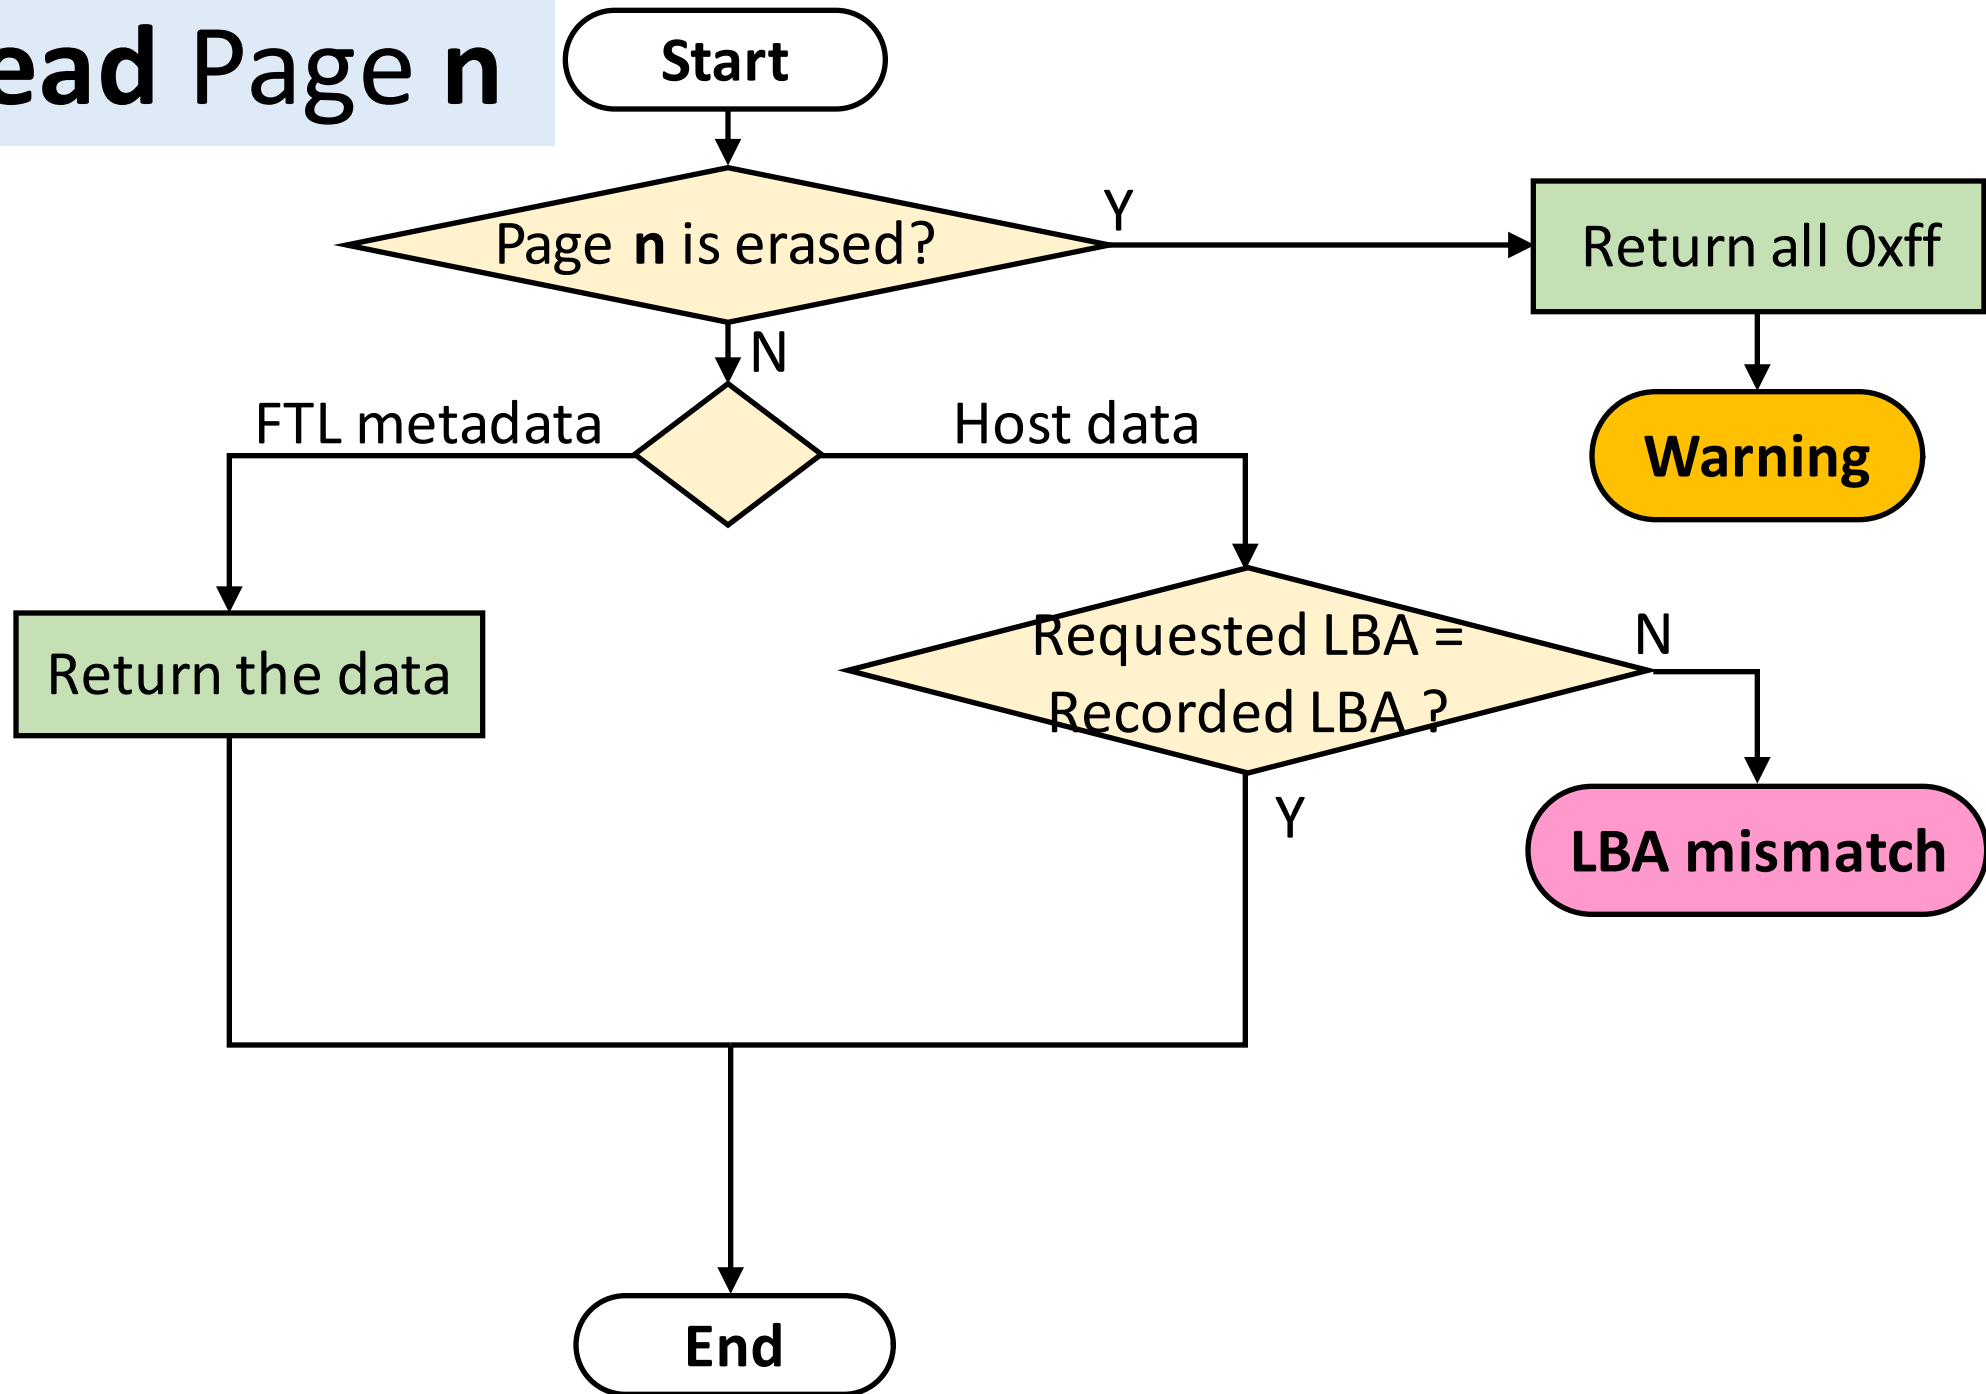 ead Page n
Start
Page n is erased?
Y
Return all 0xff
N
Warning
FTL metadata
Host data
Return the data
Requested LBA =
Recorded LBA ?
N
Y
LBA mismatch
End